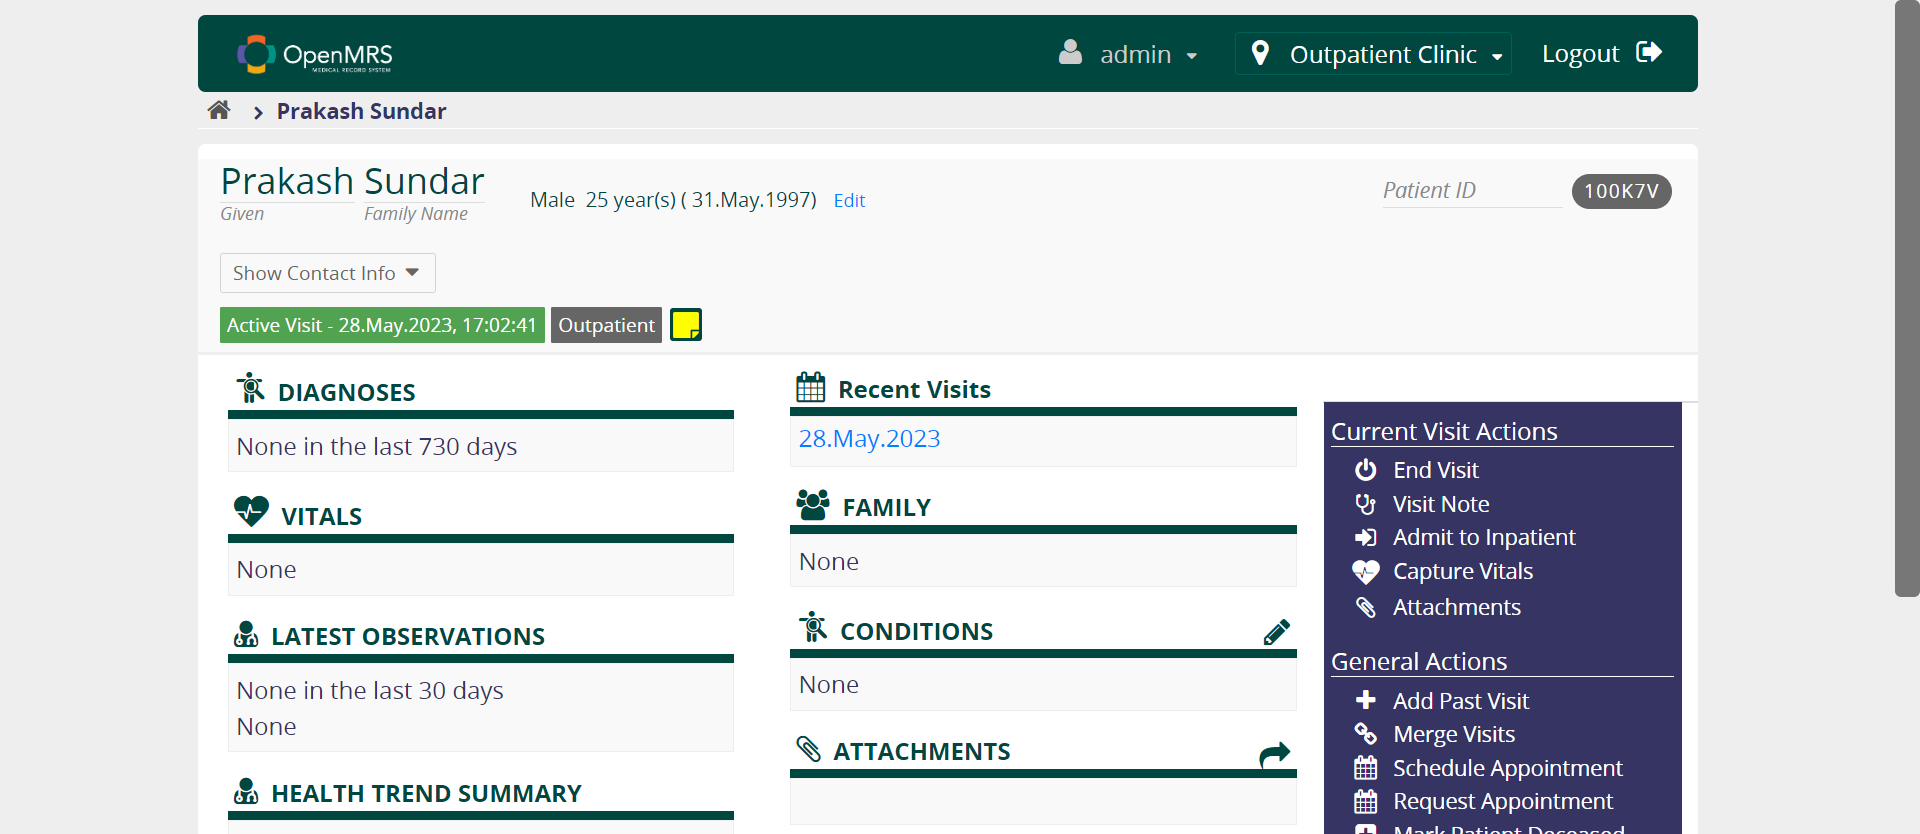 OpenMRS
MEDICAL RECORD SYSTEM
admin
Outpatient Clinic
Logout
Prakash Sundar
Prakash Sundar
Given Family Name
Male 25 year(s) ( 31.May.1997) Edit
Patient ID 100K7V
Show Contact Info
Active Visit - 28.May.2023, 17:02:41
Outpatient
DIAGNOSES
None in the last 730 days
VITALS
None
LATEST OBSERVATIONS
None in the last 30 days
None
HEALTH TREND SUMMARY
Recent Visits
28.May.2023
FAMILY
None
CONDITIONS
None
ATTACHMENTS
Current Visit Actions
End Visit
Visit Note
Admit to Inpatient
Capture Vitals
Attachments
General Actions
Add Past Visit
Merge Visits
Schedule Appointment
Request Appointment
Mark Patient Deceased